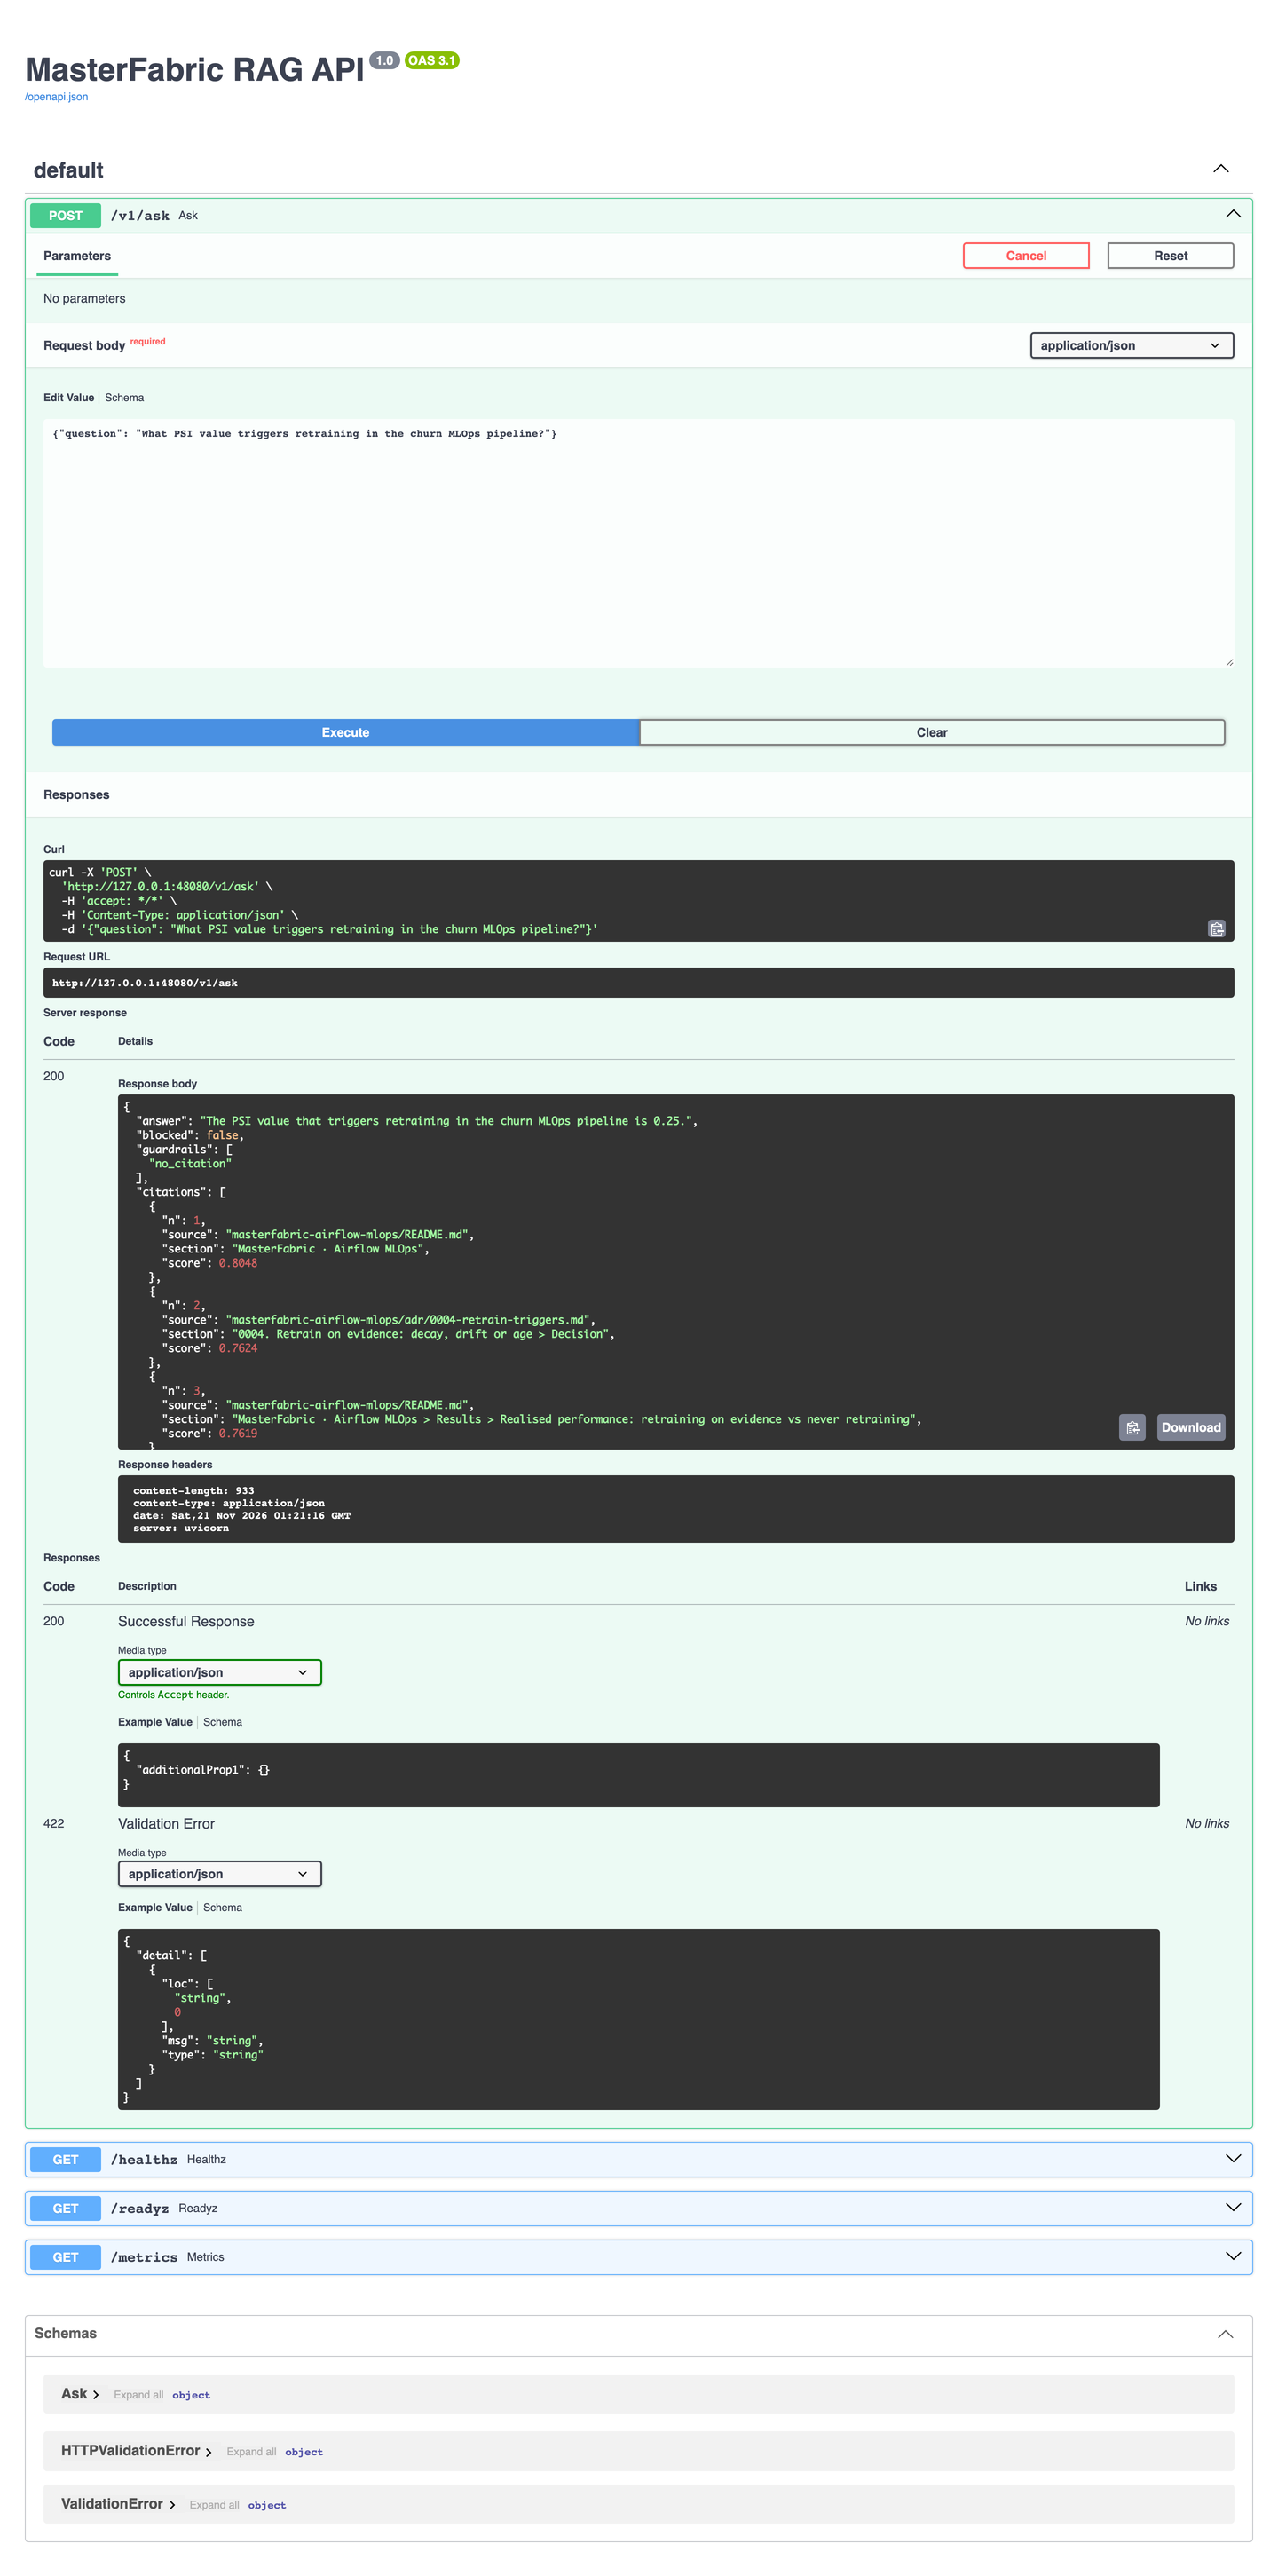 MasterFabric RAG API 1.0 OAS 3.1
/openapi.json
default
POST /v1/ask Ask
Parameters Cancel Reset
No parameters
Request body required application/json
Edit Value Schema
{"question": "What PSI value triggers retraining in the churn MLOps pipeline?"}
Execute Clear
Responses
Curl
curl -X 'POST' \
'http://127.0.0.1:48080/v1/ask' \
-H 'accept: */*' \
-H 'Content-Type: application/json' \
-d '{"question": "What PSI value triggers retraining in the churn MLOps pipeline?"}'
Request URL
http://127.0.0.1:48080/v1/ask
Server response
Code Details
200
Response body
{
"answer": "The PSI value that triggers retraining in the churn MLOps pipeline is 0.25.",
"blocked": false,
"guardrails": [
"no_citation"
],
"citations": [
{
"n": 1,
"source": "masterfabric-airflow-mlops/README.md",
"section": "MasterFabric · Airflow MLOps",
"score": 0.8048
},
{
"n": 2,
"source": "masterfabric-airflow-mlops/adr/0004-retrain-triggers.md",
"section": "0004. Retrain on evidence: decay, drift or age > Decision",
"score": 0.7624
},
{
"n": 3,
"source": "masterfabric-airflow-mlops/README.md",
"section": "MasterFabric · Airflow MLOps > Results > Realised performance: retraining on evidence vs never retraining",
"score": 0.7619
}
Download
Response headers
content-length: 933
content-type: application/json
date: Sat,21 Nov 2026 01:21:16 GMT
server: uvicorn
Responses
Code Description Links
200 Successful Response No links
Media type
application/json
Controls Accept header.
Example Value Schema
{
"additionalProp1": {}
}
422 Validation Error No links
Media type
application/json
Example Value Schema
{
"detail": [
{
"loc": [
"string",
0
],
"msg": "string",
"type": "string"
}
]
}
GET /healthz Healthz
GET /readyz Readyz
GET /metrics Metrics
Schemas
Ask Expand all object
HTTPValidationError Expand all object
ValidationError Expand all object